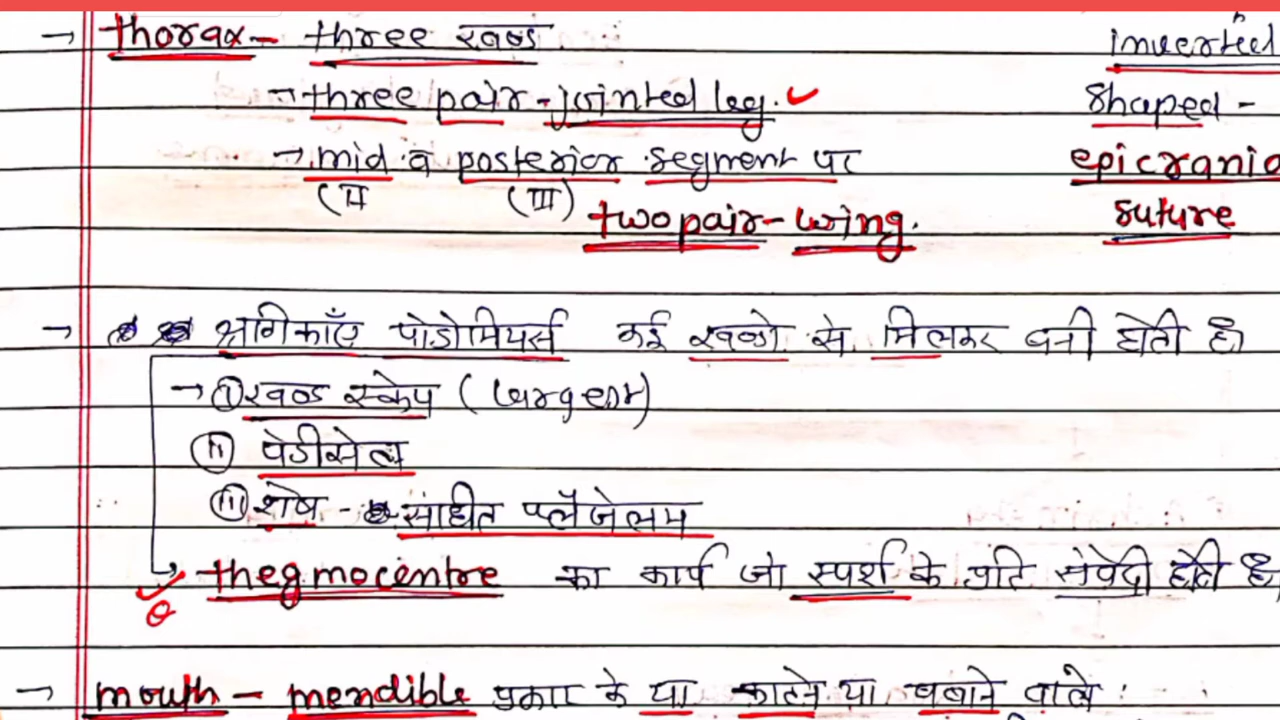 → thorax - three खण्ड
→ three pair - jointed leg. ✓
→ mid व posterior segment पर
(II (III)
two pair - wing.
inverted
shaped -
epicrania
suture
→ श्रृंगिकाएँ पोडोमियर्स कई खण्डो से मिलकर बनी होती है
→ (i) खण्ड स्केप (largest)
(ii) पेडीसेल
(iii) शेष - संहीत फ्लैजेलम
thegmocentre का कार्य जो स्पर्श के प्रति संवेदी होती है
→ mouth - mendible प्रकार के या काटने या चबाने वाले